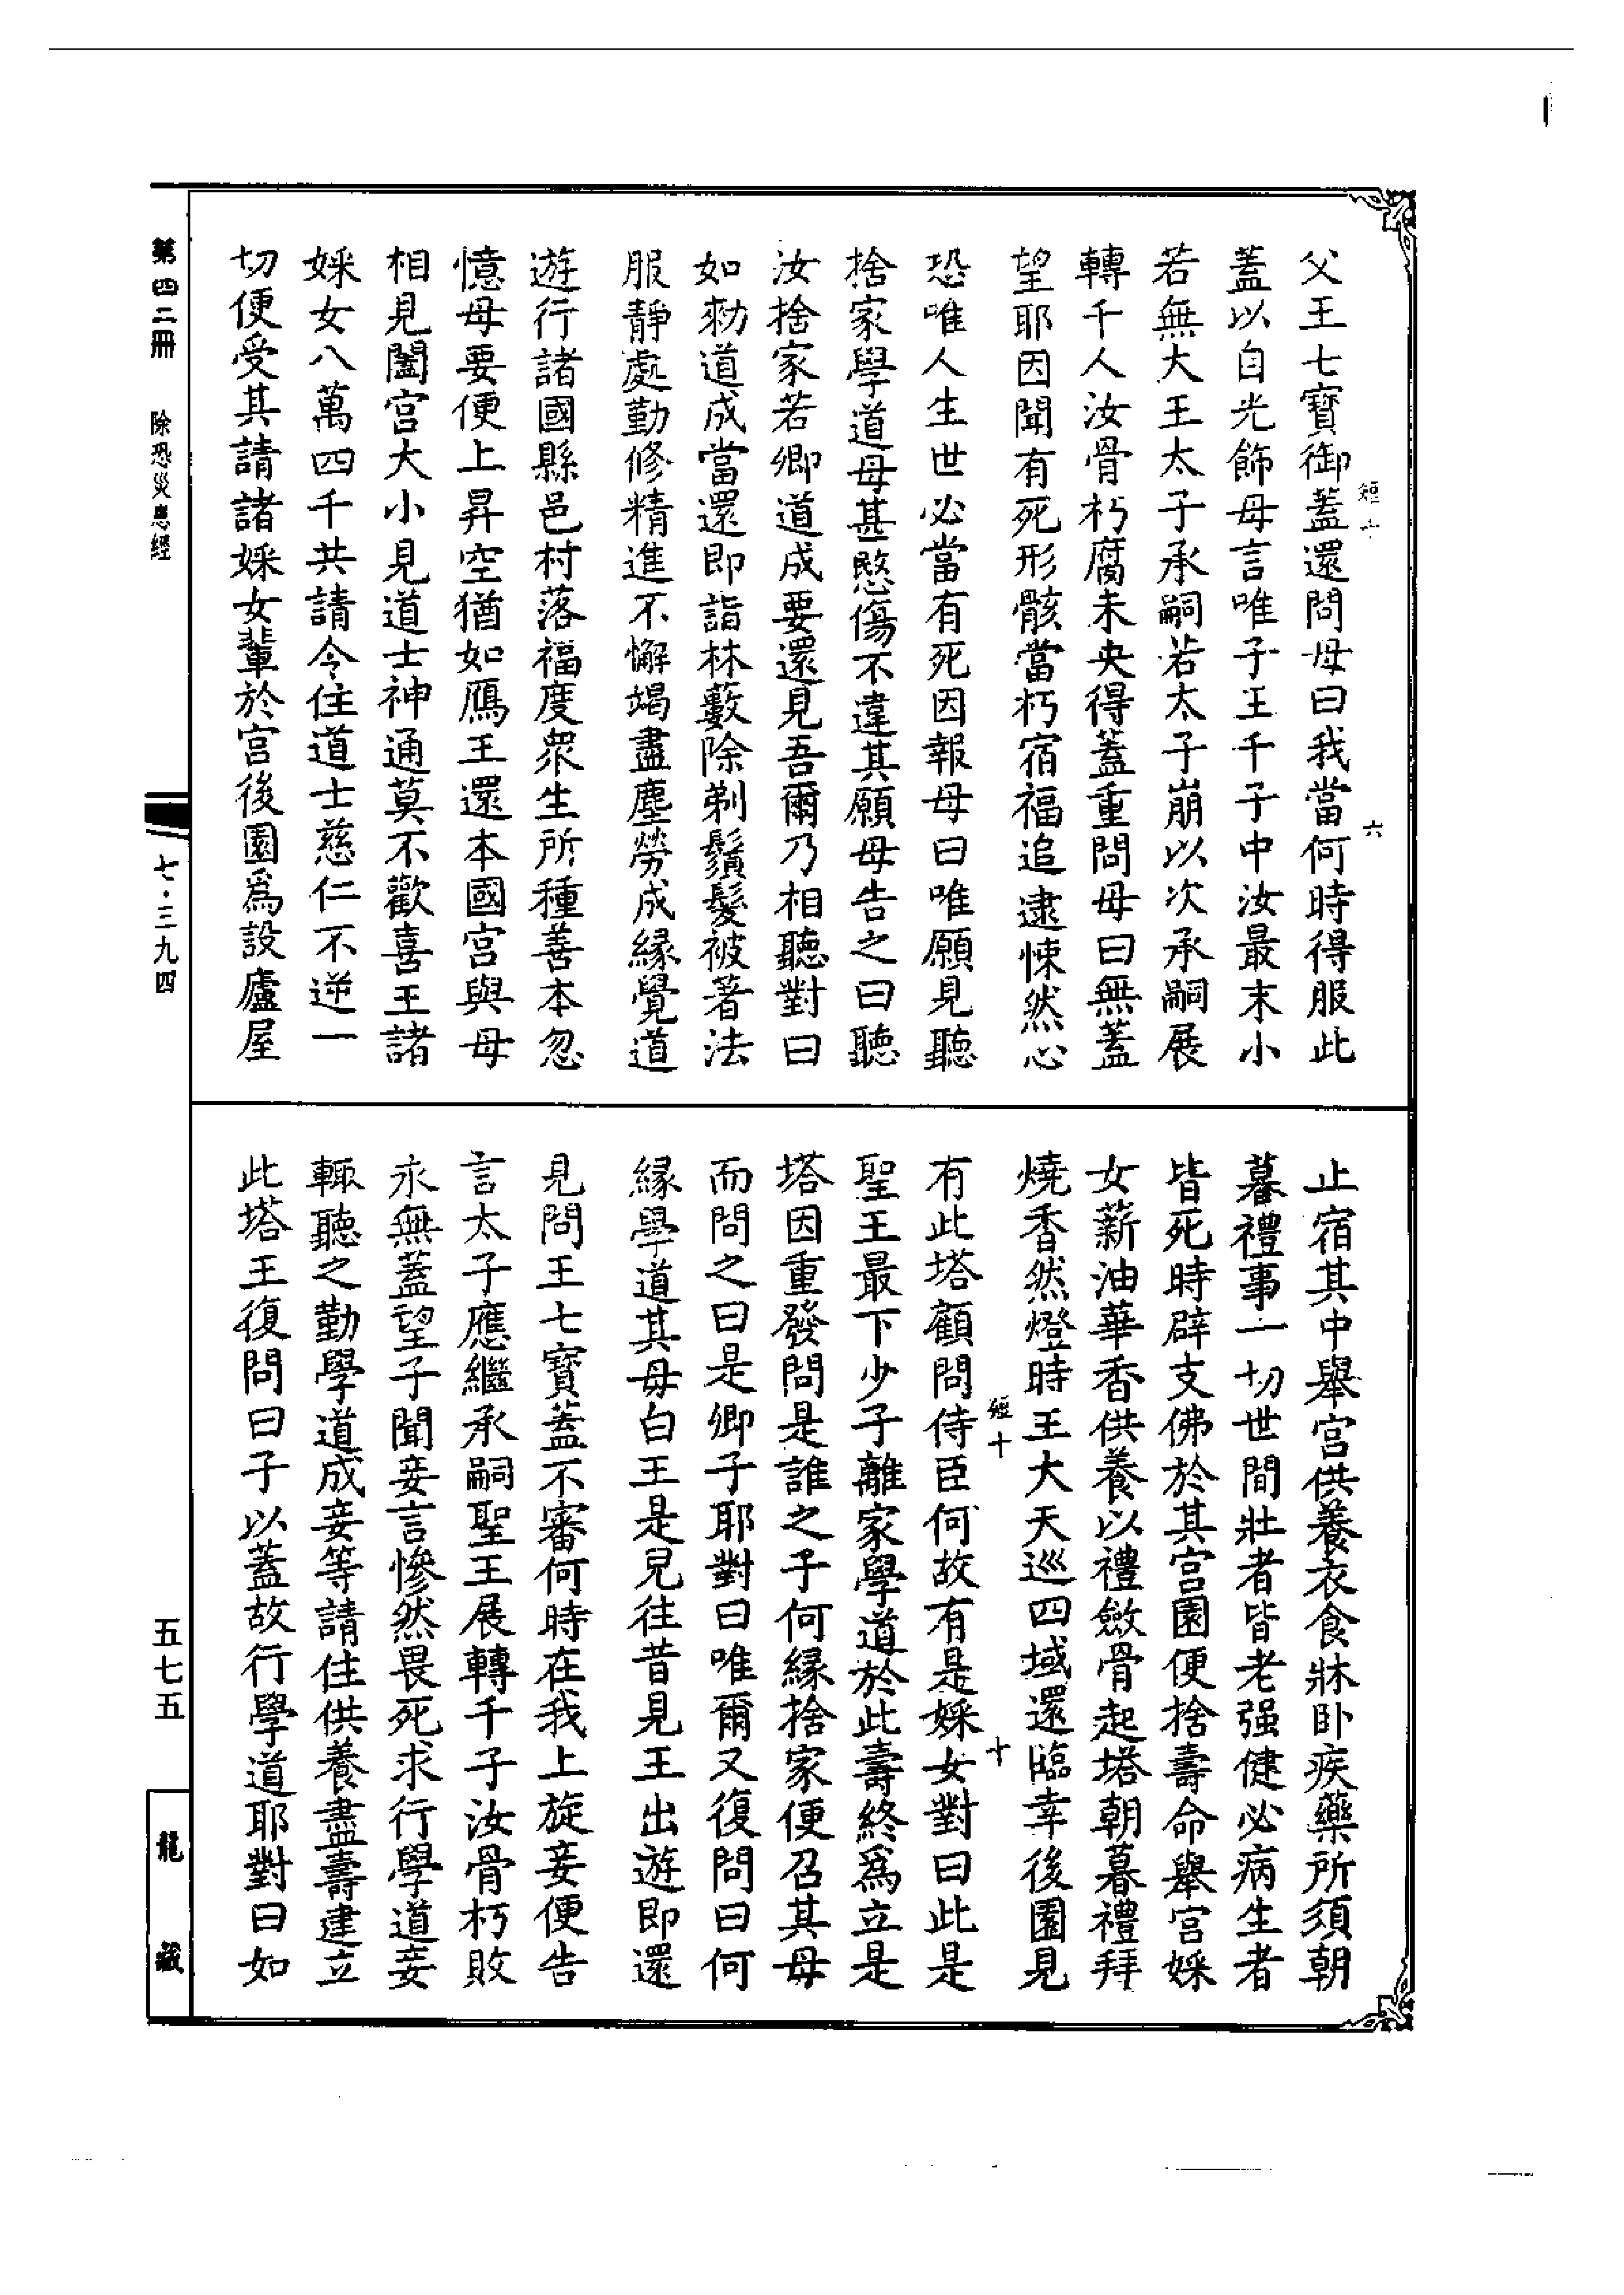 父王七寶御蓋還問母曰我當何時得服此
蓋以自光飾母言唯子王千子中汝最末小
若無大王太子承嗣若太子崩以次承嗣展
轉千人汝骨朽腐未央得蓋重問母曰無蓋
望耶因聞有死形骸當朽宿福追逮悚然心
恐唯人生世必當有死因報母曰唯願見聽
捨家學道母甚愍傷不違其願母告之曰聽
汝捨家若卿道成要還見吾爾乃相聽對曰
如勑道成當還即詣林藪除剃鬚髮被著法
服靜處勤修精進不懈竭盡塵勞成緣覺道
遊行諸國縣邑村落福度衆生所種善本忽
憶母要便上昇空猶如鴈王還本國宮與母
相見闔宮大小見道士神通莫不歡喜王諸
婇女八萬四千共請令住道士慈仁不逆一
切便受其請諸婇女輩於宮後園爲設廬屋
止宿其中舉宮供養衣食牀卧疾藥所須朝
暮禮事一切世間壯者皆老强健必病生者
皆死時辟支佛於其宮園便捨壽命舉宮婇
女薪油華香供養以禮斂骨起塔朝暮禮拜
燒香然燈時王大天巡四域還臨幸後園見
有此塔顧問侍臣何故有是婇女對曰此是
聖王最下少子離家學道於此壽終爲立是
塔因重發問是誰之子何緣捨家便召其母
而問之曰是卿子耶對曰唯爾又復問曰何
緣學道其母白王是兒往昔見王出遊即還
見問王七寶蓋不審何時在我上旋妾便告
言太子應繼承嗣聖王展轉千子汝骨朽敗
永無蓋望子聞妾言慘然畏死求行學道妾
輒聽之勤學道成妾等請住供養盡壽建立
此塔王復問曰子以蓋故行學道耶對曰如
經十
六
經十
十
第四二冊
除恐災患經
七·三九四
五七五
龍藏